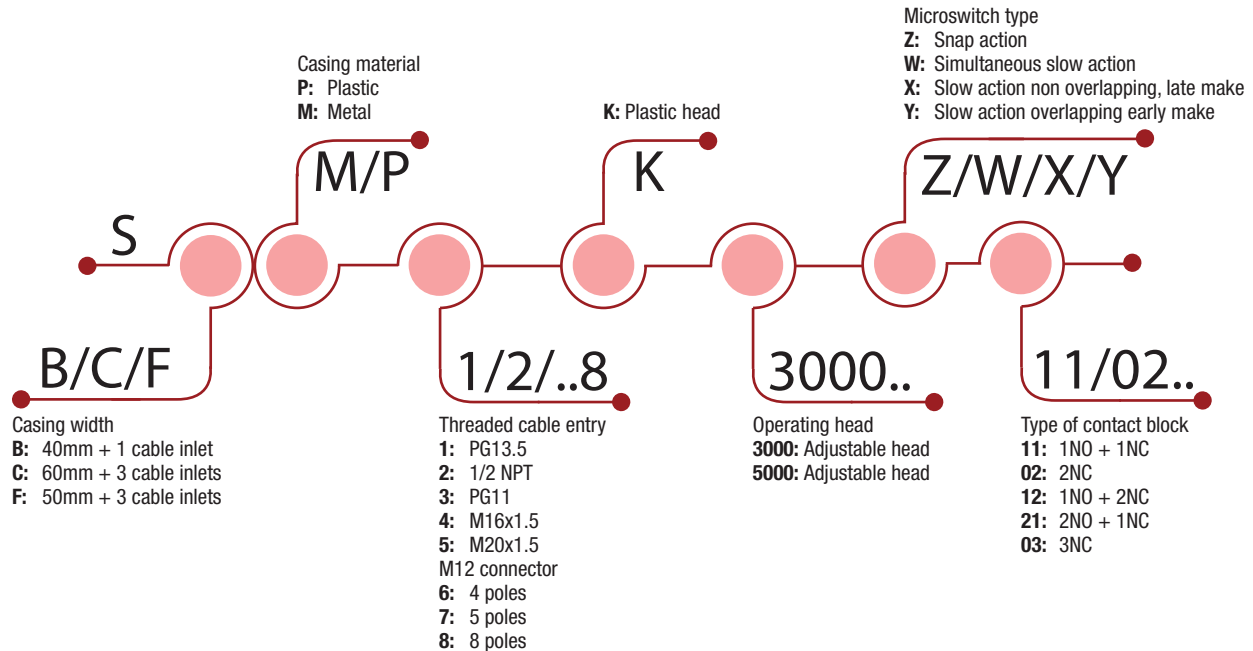 Microswitch type
Z: Snap action
W: Simultaneous slow action
X: Slow action non overlapping, late make
Y: Slow action overlapping early make
Casing material
P: Plastic
M: Metal
K: Plastic head
M/P
K
Z/W/X/Y
S
B/C/F
1/2/..8
3000..
11/02..
Casing width
B: 40mm + 1 cable inlet
C: 60mm + 3 cable inlets
F: 50mm + 3 cable inlets
Threaded cable entry
1: PG13.5
2: 1/2 NPT
3: PG11
4: M16x1.5
5: M20x1.5
M12 connector
6: 4 poles
7: 5 poles
8: 8 poles
Operating head
3000: Adjustable head
5000: Adjustable head
Type of contact block
11: 1NO + 1NC
02: 2NC
12: 1NO + 2NC
21: 2NO + 1NC
03: 3NC